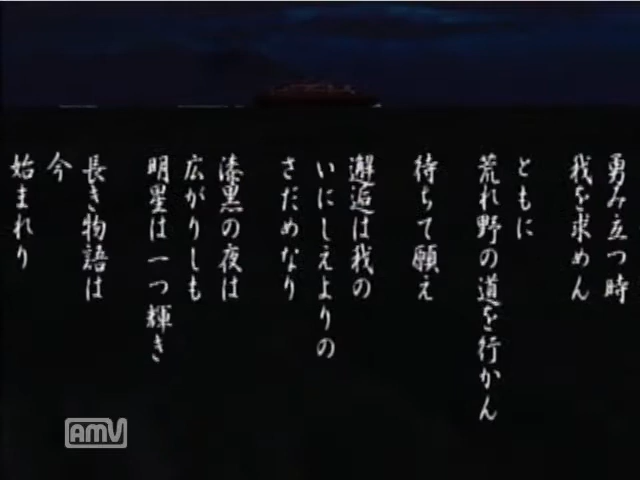 勇み立つ時
我を求めん
ともに
荒れ野の道を行かん
待ちて願え
邂逅は我の
いにしえよりの
さだめなり
漆黒の夜は
広がりしも
明星は一つ輝き
長き物語は
今
始まれり
AMV